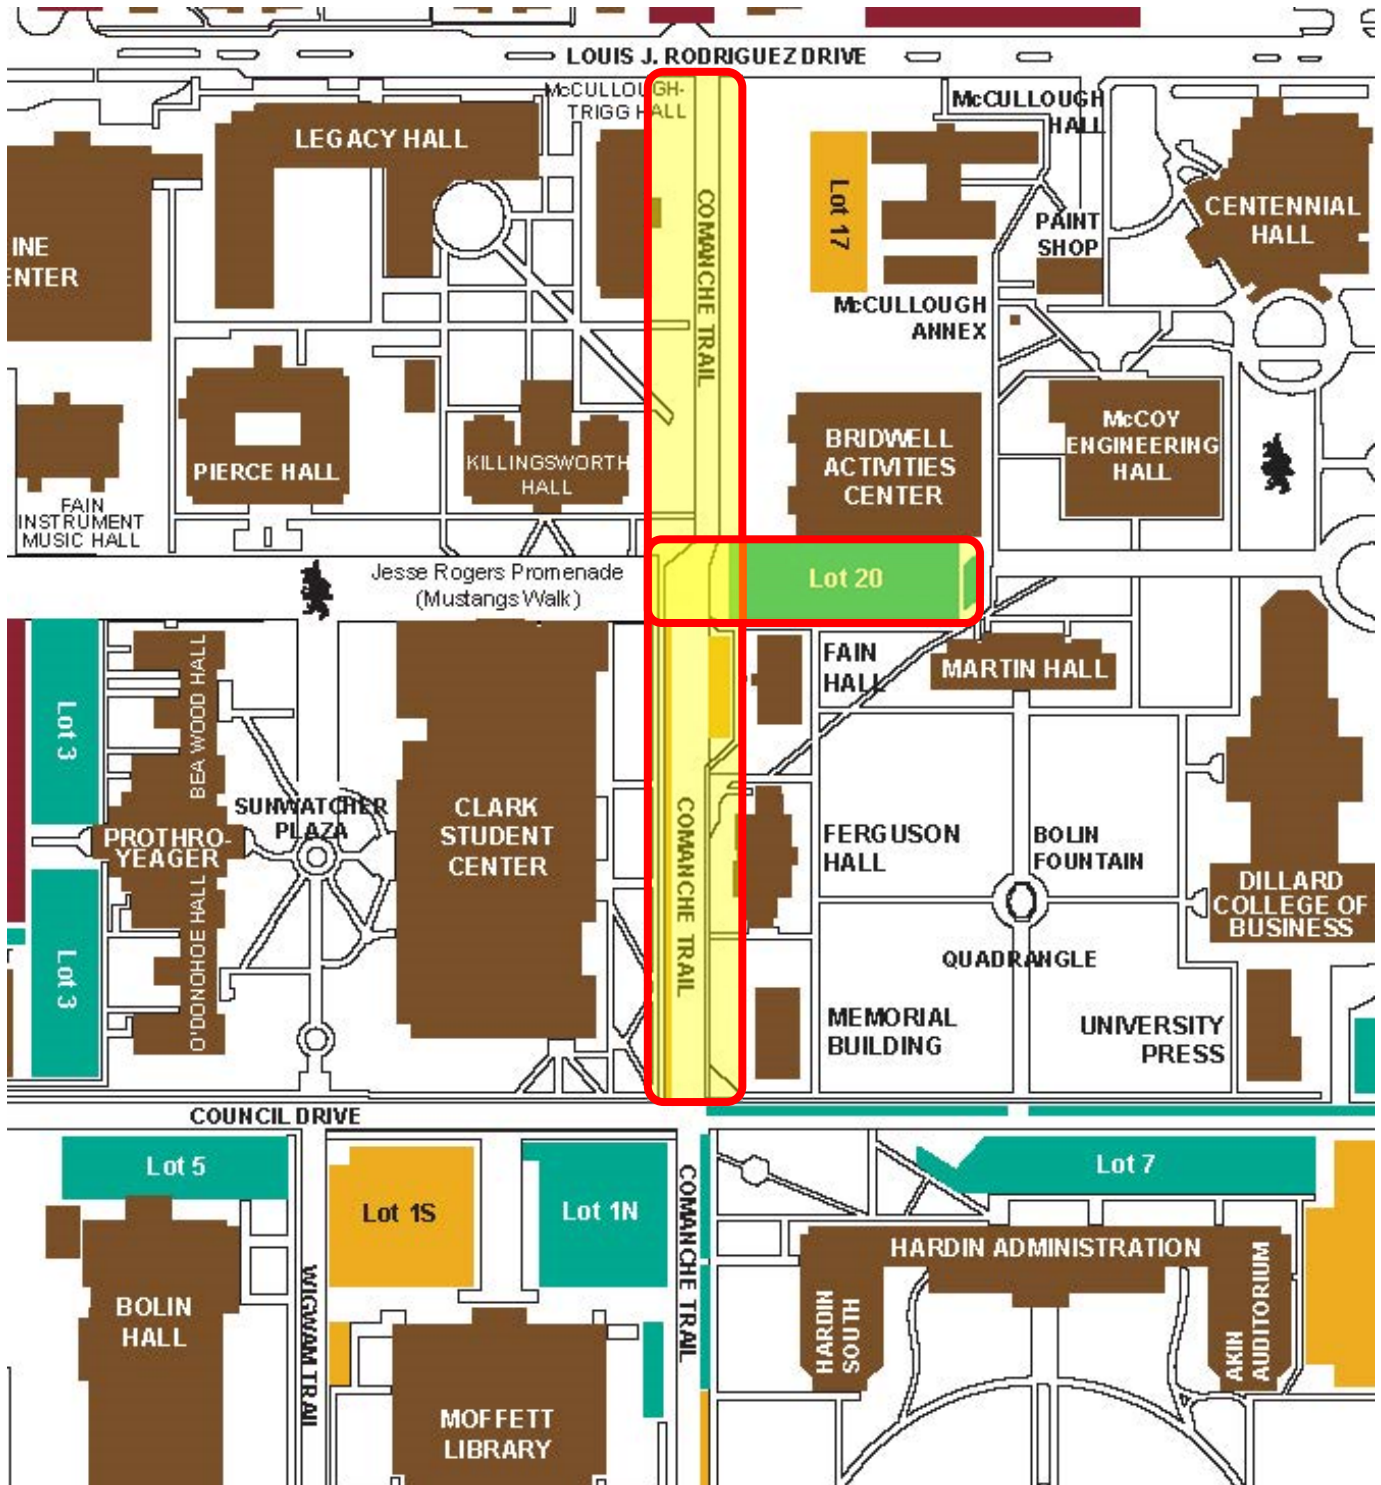 LOUIS J. RODRIGUEZ DRIVE
McCULLOUGH-
TRIGG HALL
McCULLOUGH
HALL
LEGACY HALL
COMANCHE TRAIL
Lot 17
PAINT
SHOP
CENTENNIAL
HALL
INE
ENTER
McCULLOUGH
ANNEX
PIERCE HALL
KILLINGSWORTH
HALL
BRIDWELL
ACTIVITIES
CENTER
McCOY
ENGINEERING
HALL
FAIN
INSTRUMENT
MUSIC HALL
Jesse Rogers Promenade
(Mustangs Walk)
Lot 20
Lot 3
BEA WOOD HALL
FAIN
HALL
MARTIN HALL
SUNWATCHER
PLAZA
PROTHRO-
YEAGER
CLARK
STUDENT
CENTER
COMANCHE TRAIL
FERGUSON
HALL
BOLIN
FOUNTAIN
DILLARD
COLLEGE OF
BUSINESS
Lot 3
O'DONOHOE HALL
QUADRANGLE
MEMORIAL
BUILDING
UNIVERSITY
PRESS
COUNCIL DRIVE
Lot 5
Lot 1S
Lot 1N
COMANCHE TRAIL
Lot 7
HARDIN ADMINISTRATION
BOLIN
HALL
WIGWAM TRAIL
HARDIN
SOUTH
AKIN
AUDITORIUM
MOFFETT
LIBRARY